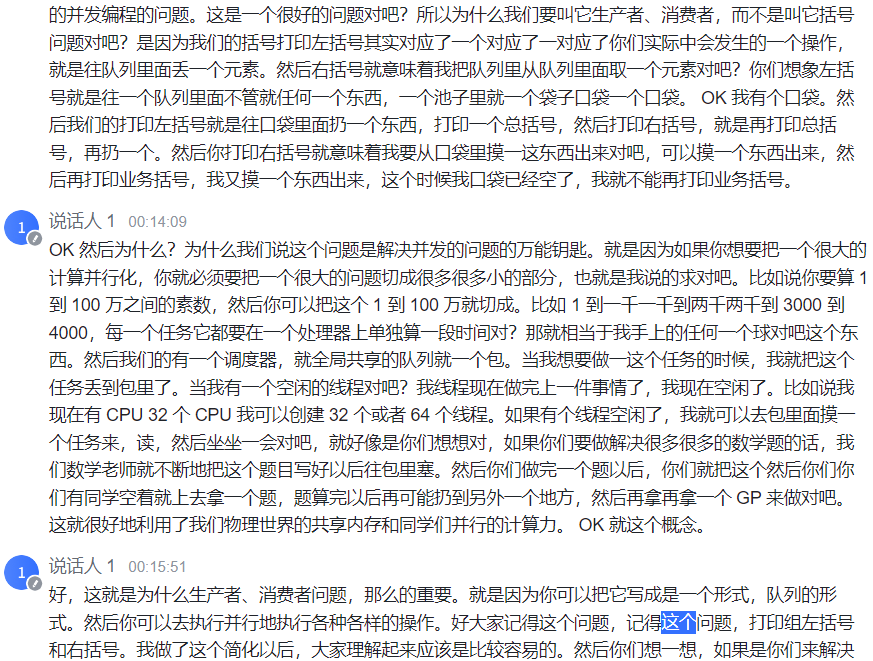 的并发编程的问题。这是一个很好的问题对吧？所以为什么我们要叫它生产者、消费者，而不是叫它括号
问题对吧？是因为我们的括号打印左括号其实对应了一个对应了一对应了你们实际中会发生的一个操作，
就是往队列里面丢一个元素。然后右括号就意味着我把队列里从队列里面取一个元素对吧？你们想象左括
号就是往一个队列里面不管就任何一个东西，一个池子里就一个袋子口袋一个口袋。 OK 我有个口袋。然
后我们的打印左括号就是往口袋里面扔一个东西，打印一个总括号，然后打印右括号，就是再打印总括
号，再扔一个。然后你打印右括号就意味着我要从口袋里摸一这东西出来对吧，可以摸一个东西出来，然
后再打印业务括号，我又摸一个东西出来，这个时候我口袋已经空了，我就不能再打印业务括号。
1 说话人 1 00:14:09
OK 然后为什么？为什么我们说这个问题是解决并发的问题的万能钥匙。就是因为如果你想要把一个很大的
计算并行化，你就必须要把一个很大的问题切成很多很多小的部分，也就是我说的求对吧。比如说你要算 1
到 100 万之间的素数，然后你可以把这个 1 到 100 万就切成。比如 1 到一千一千到两千两千到 3000 到
4000，每一个任务它都要在一个处理器上单独算一段时间对？那就相当于我手上的任何一个球对吧这个东
西。然后我们的有一个调度器，就全局共享的队列就一个包。当我想要做一这个任务的时候，我就把这个
任务丢到包里了。当我有一个空闲的线程对吧？我线程现在做完上一件事情了，我现在空闲了。比如说我
现在有 CPU 32 个 CPU 我可以创建 32 个或者 64 个线程。如果有个线程空闲了，我就可以去包里面摸一
个任务来，读，然后坐坐一会对吧，就好像是你们想想对，如果你们要做解决很多很多的数学题的话，我
们数学老师就不断地把这个题目写好以后往包里塞。然后你们做完一个题以后，你们就把这个然后你们你
们有同学空着就上去拿一个题，题算完以后再可能扔到另外一个地方，然后再拿再拿一个 GP 来做对吧。
这就很好地利用了我们物理世界的共享内存和同学们并行的计算力。 OK 就这个概念。
1 说话人 1 00:15:51
好，这就是为什么生产者、消费者问题，那么的重要。就是因为你可以把它写成是一个形式，队列的形
式。然后你可以去执行并行地执行各种各样的操作。好大家记得这个问题，记得这个问题，打印组左括号
和右括号。我做了这个简化以后，大家理解起来应该是比较容易的。然后你们想一想，如果是你们来解决